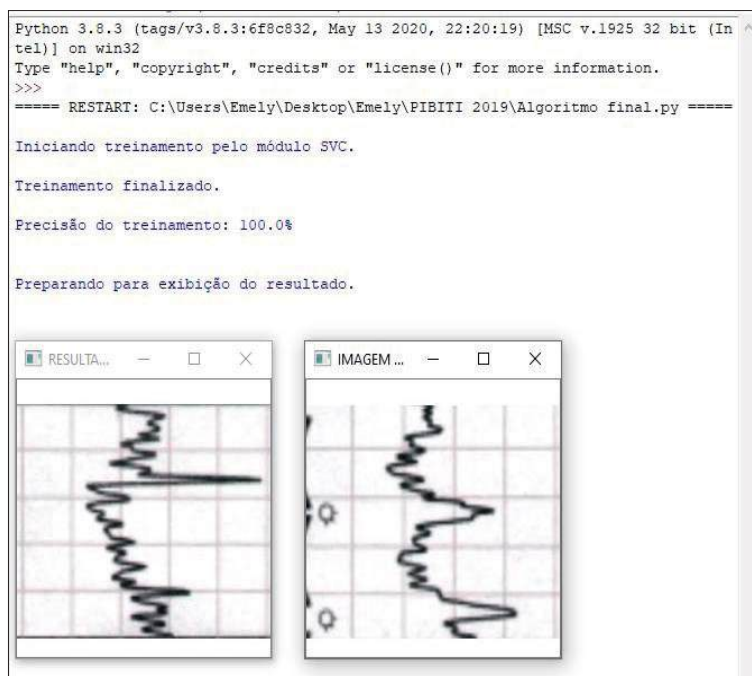 Python 3.8.3 (tags/v3.8.3:6f8c832, May 13 2020, 22:20:19) [MSC v.1925 32 bit (In
tel)] on win32
Type "help", "copyright", "credits" or "license()" for more information.
>>>
===== RESTART: C:\Users\Emely\Desktop\Emely\PIBITI 2019\Algoritmo final.py =====
Iniciando treinamento pelo módulo SVC.
Treinamento finalizado.
Precisão do treinamento: 100.0%
Preparando para exibição do resultado.
RESULTA...
IMAGEM ...